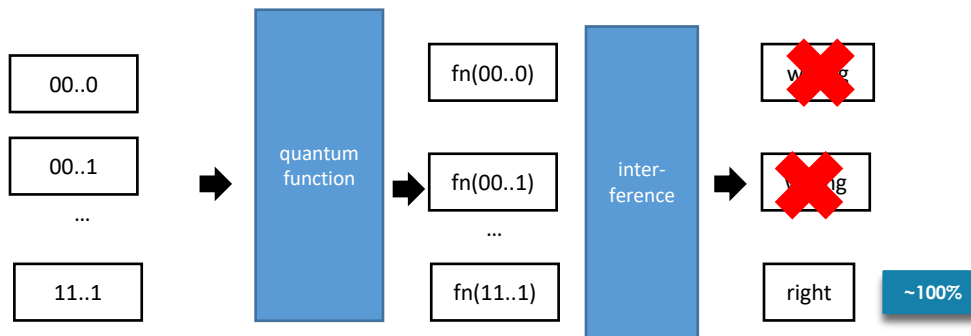 00..0
00..1
...
11..1
quantum
function
fn(00..0)
fn(00..1)
...
fn(11..1)
inter-
ference
right
~100%